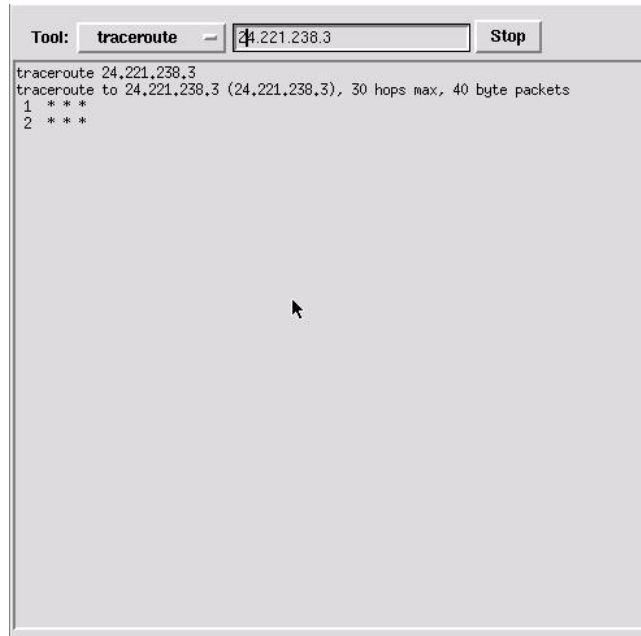 Tool: traceroute 24.221.238.3 Stop
traceroute 24.221.238.3
traceroute to 24.221.238.3 (24.221.238.3), 30 hops max, 40 byte packets
1 * * *
2 * * *